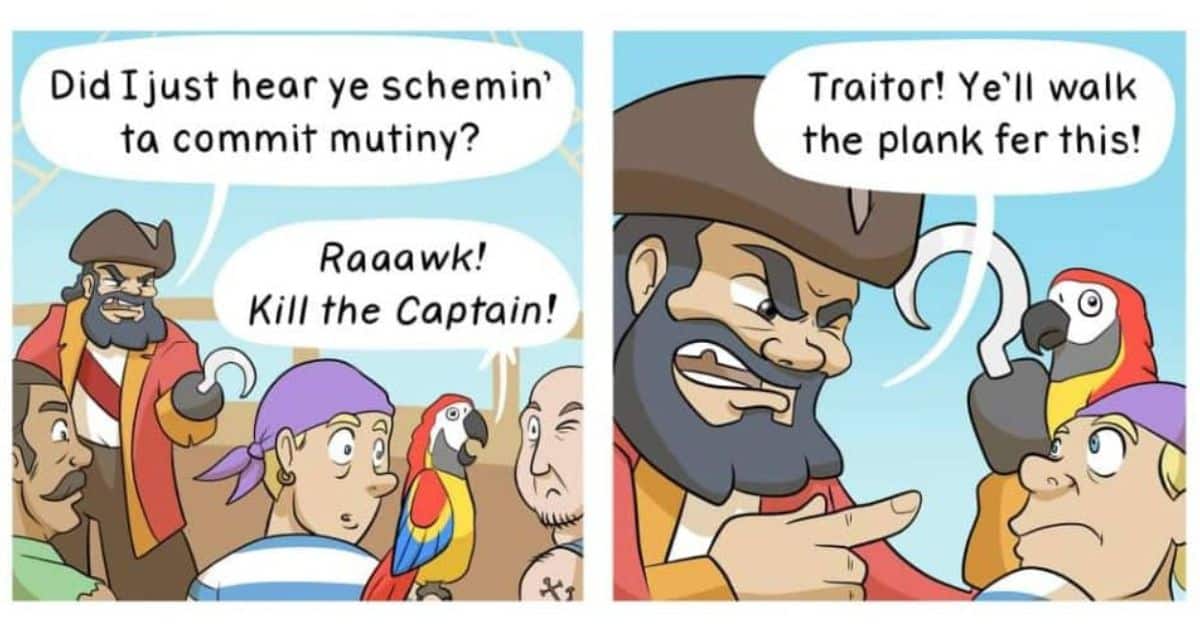 Did I just hear ye schemin'
ta commit mutiny?
Raaawk!
Kill the Captain!
Traitor! Ye'll walk
the plank fer this!